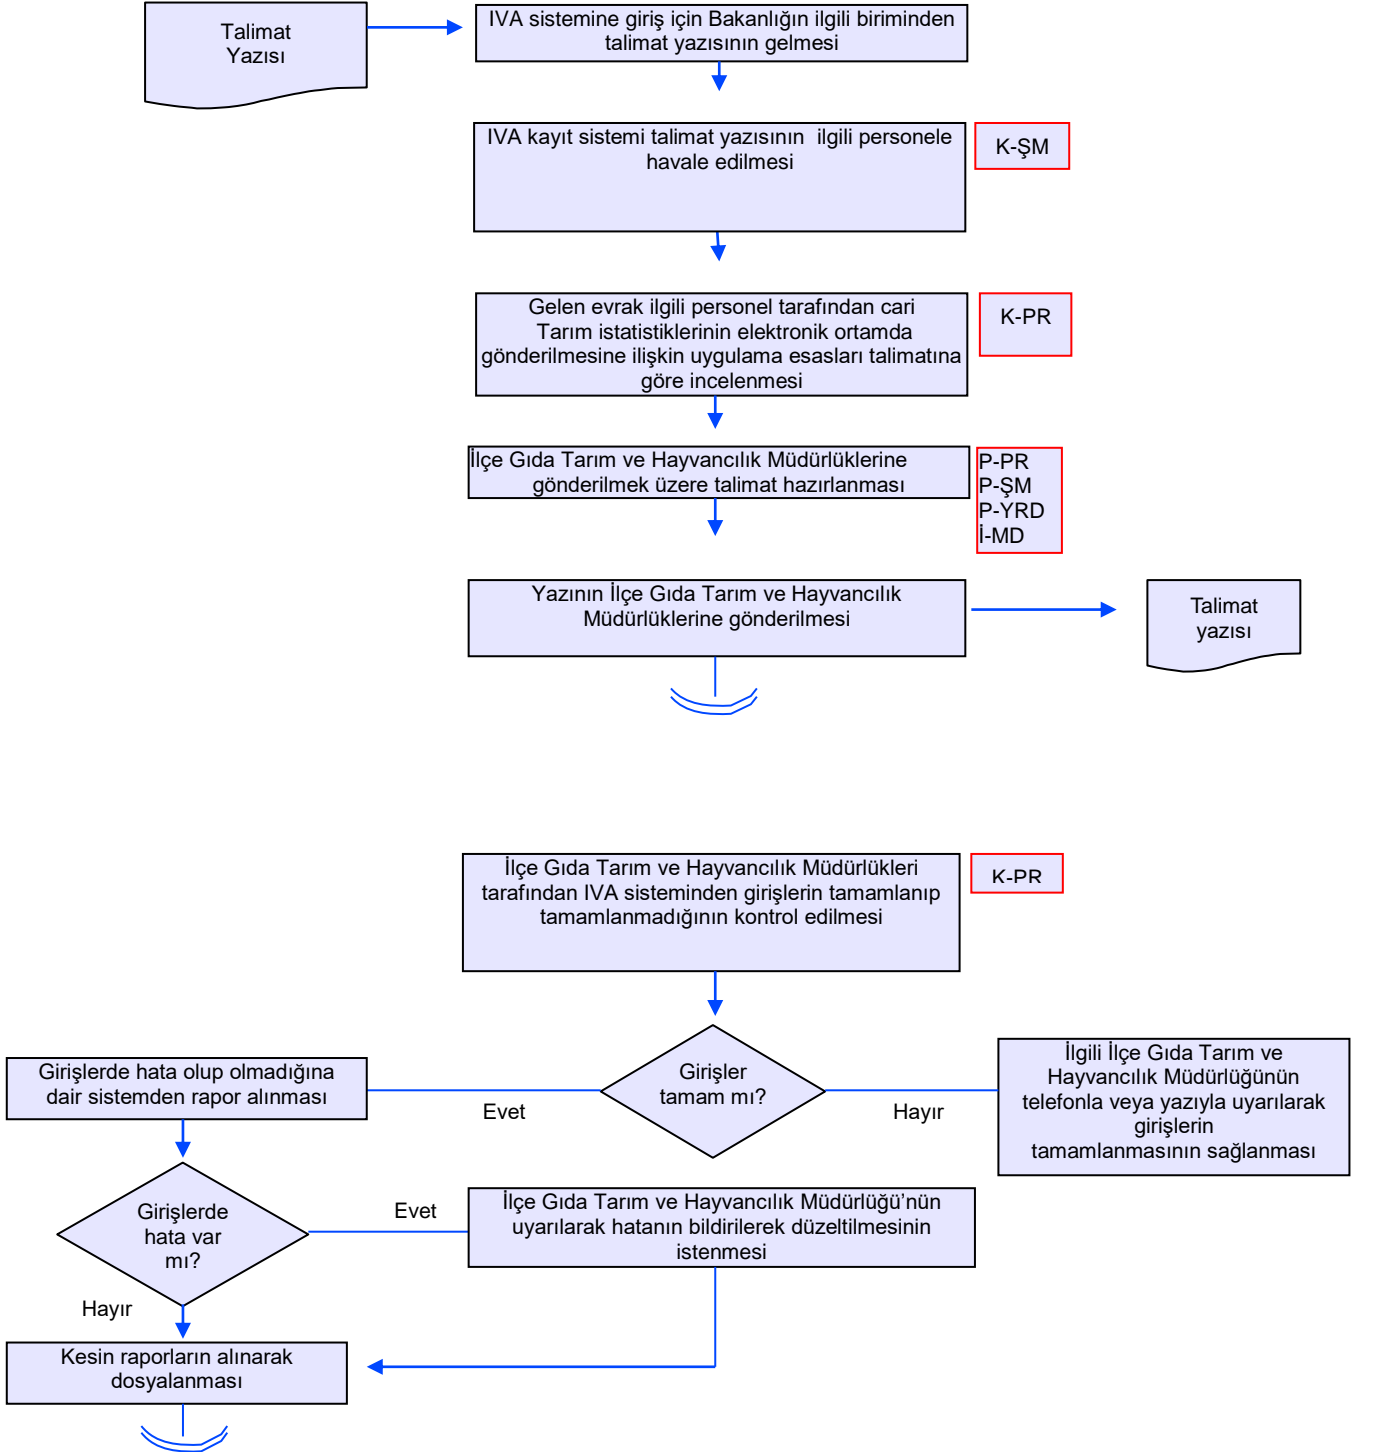 Talimat
Yazısı
IVA sistemine giriş için Bakanlığın ilgili biriminden
talimat yazısının gelmesi
IVA kayıt sistemi talimat yazısının ilgili personele
havale edilmesi
K-ŞM
Gelen evrak ilgili personel tarafından cari
Tarım istatistiklerinin elektronik ortamda
gönderilmesine ilişkin uygulama esasları talimatına
göre incelenmesi
K-PR
İlçe Gıda Tarım ve Hayvancılık Müdürlüklerine
gönderilmek üzere talimat hazırlanması
P-PR
P-ŞM
P-YRD
İ-MD
Yazının İlçe Gıda Tarım ve Hayvancılık
Müdürlüklerine gönderilmesi
Talimat
yazısı
İlçe Gıda Tarım ve Hayvancılık Müdürlükleri
tarafından IVA sisteminden girişlerin tamamlanıp
tamamlanmadığının kontrol edilmesi
K-PR
Girişler
tamam mı?
Evet
Hayır
Girişlerde hata olup olmadığına
dair sistemden rapor alınması
İlgili İlçe Gıda Tarım ve
Hayvancılık Müdürlüğünün
telefonla veya yazıyla uyarılarak
girişlerin
tamamlanmasının sağlanması
Girişlerde
hata var
mı?
Evet
Hayır
İlçe Gıda Tarım ve Hayvancılık Müdürlüğü’nün
uyarılarak hatanın bildirilerek düzeltilmesinin
istenmesi
Kesin raporların alınarak
dosyalanması